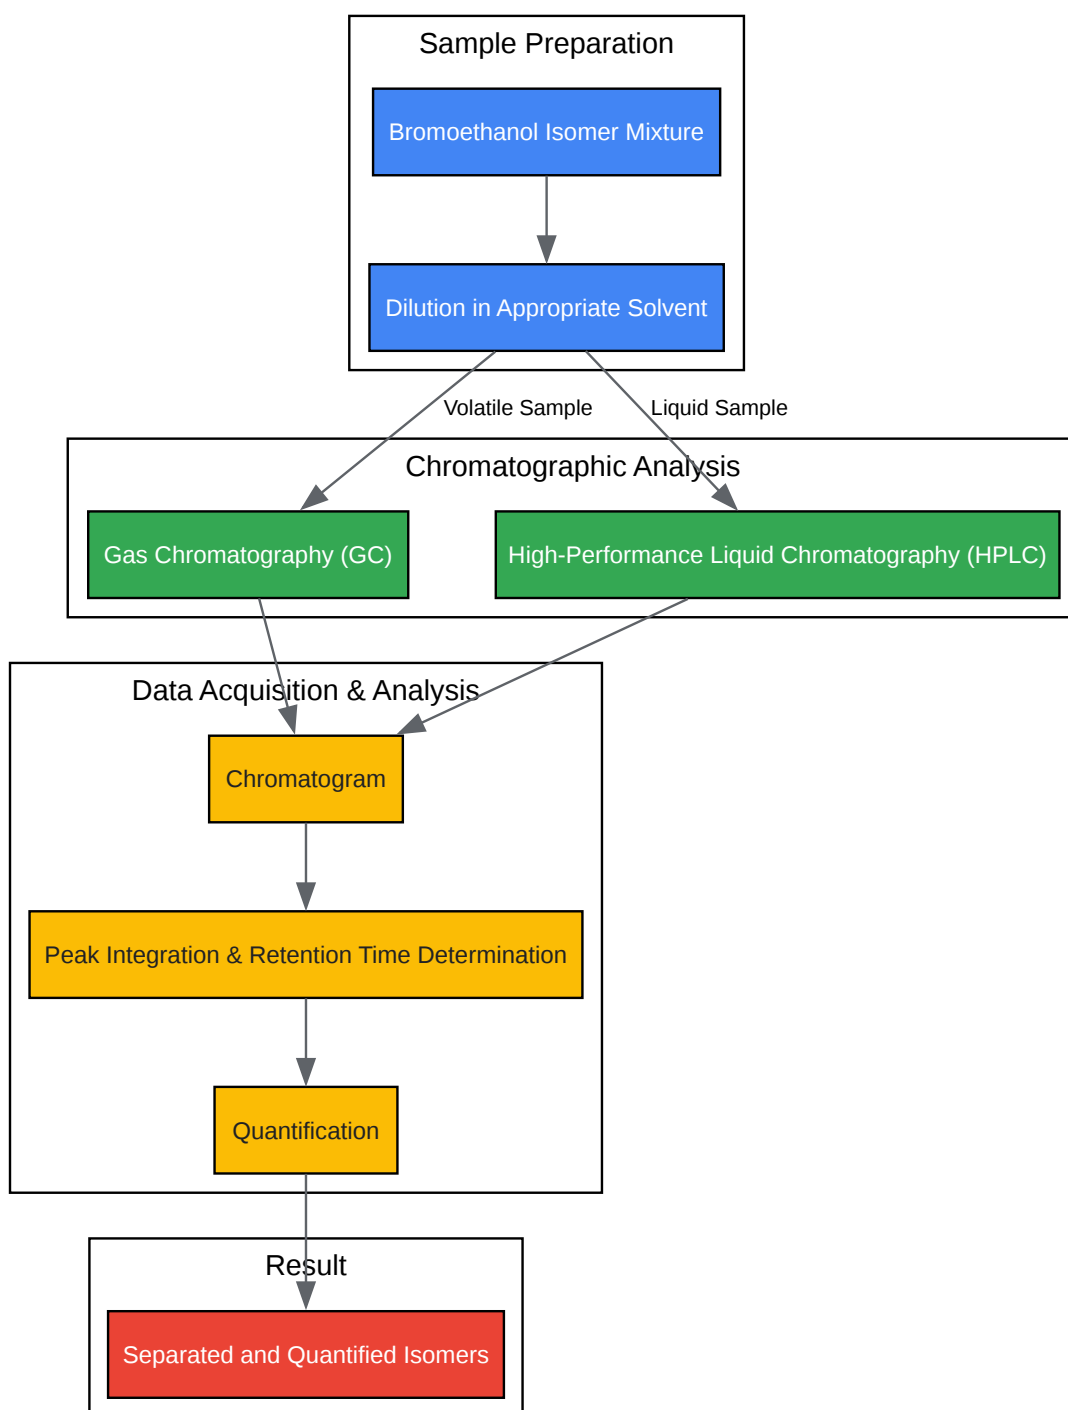 Sample Preparation
Bromoethanol Isomer Mixture
Dilution in Appropriate Solvent
Volatile Sample
Liquid Sample
Chromatographic Analysis
Gas Chromatography (GC)
High-Performance Liquid Chromatography (HPLC)
Data Acquisition & Analysis
Chromatogram
Peak Integration & Retention Time Determination
Quantification
Result
Separated and Quantified Isomers